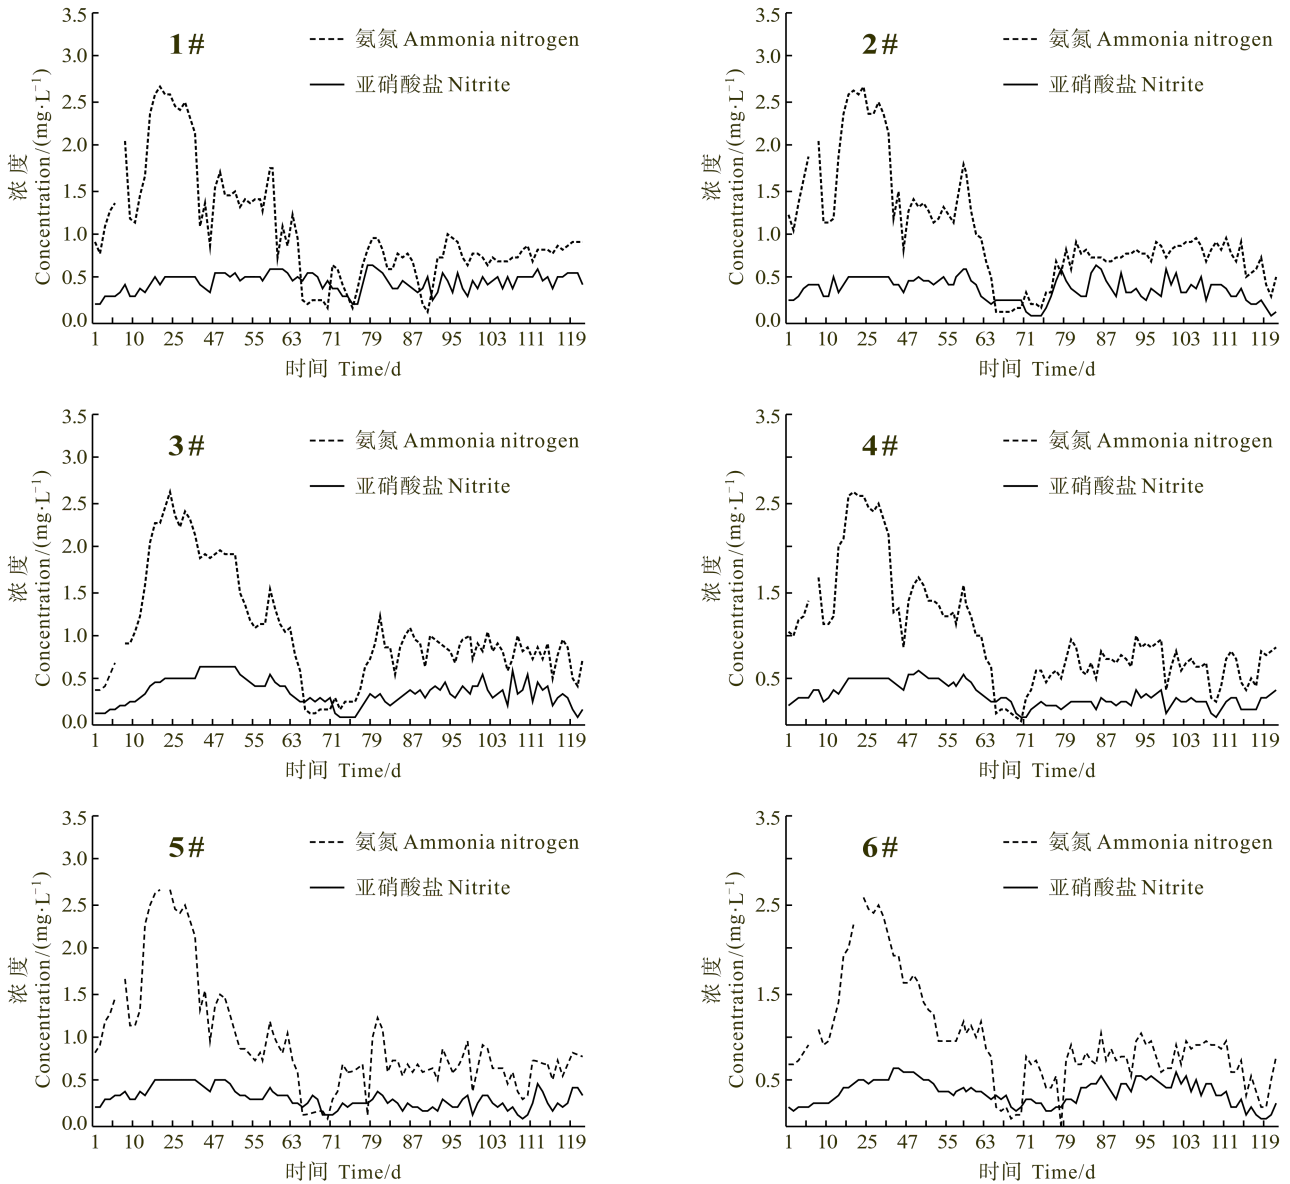 3.5
3.0
2.5
2.0
1.5
1.0
0.5
0.0
浓度
Concentration/(mg·L⁻¹)
1#
氨氮 Ammonia nitrogen
亚硝酸盐 Nitrite
1 10 25 47 55 63 71 79 87 95 103 111 119
时间 Time/d
3.5
3.0
2.5
2.0
1.5
1.0
0.5
0.0
浓度
Concentration/(mg·L⁻¹)
2#
氨氮 Ammonia nitrogen
亚硝酸盐 Nitrite
1 10 25 47 55 63 71 79 87 95 103 111 119
时间 Time/d
3.5
3.0
2.5
2.0
1.5
1.0
0.5
0.0
浓度
Concentration/(mg·L⁻¹)
3#
氨氮 Ammonia nitrogen
亚硝酸盐 Nitrite
1 10 25 47 55 63 71 79 87 95 103 111 119
时间 Time/d
3.5
2.5
1.5
0.5
浓度
Concentration/(mg·L⁻¹)
4#
氨氮 Ammonia nitrogen
亚硝酸盐 Nitrite
1 10 25 47 55 63 71 79 87 95 103 111 119
时间 Time/d
3.5
3.0
2.5
2.0
1.5
1.0
0.5
0.0
浓度
Concentration/(mg·L⁻¹)
5#
氨氮 Ammonia nitrogen
亚硝酸盐 Nitrite
1 10 25 47 55 63 71 79 87 95 103 111 119
时间 Time/d
3.5
2.5
1.5
0.5
浓度
Concentration/(mg·L⁻¹)
6#
氨氮 Ammonia nitrogen
亚硝酸盐 Nitrite
1 10 25 47 55 63 71 79 87 95 103 111 119
时间 Time/d